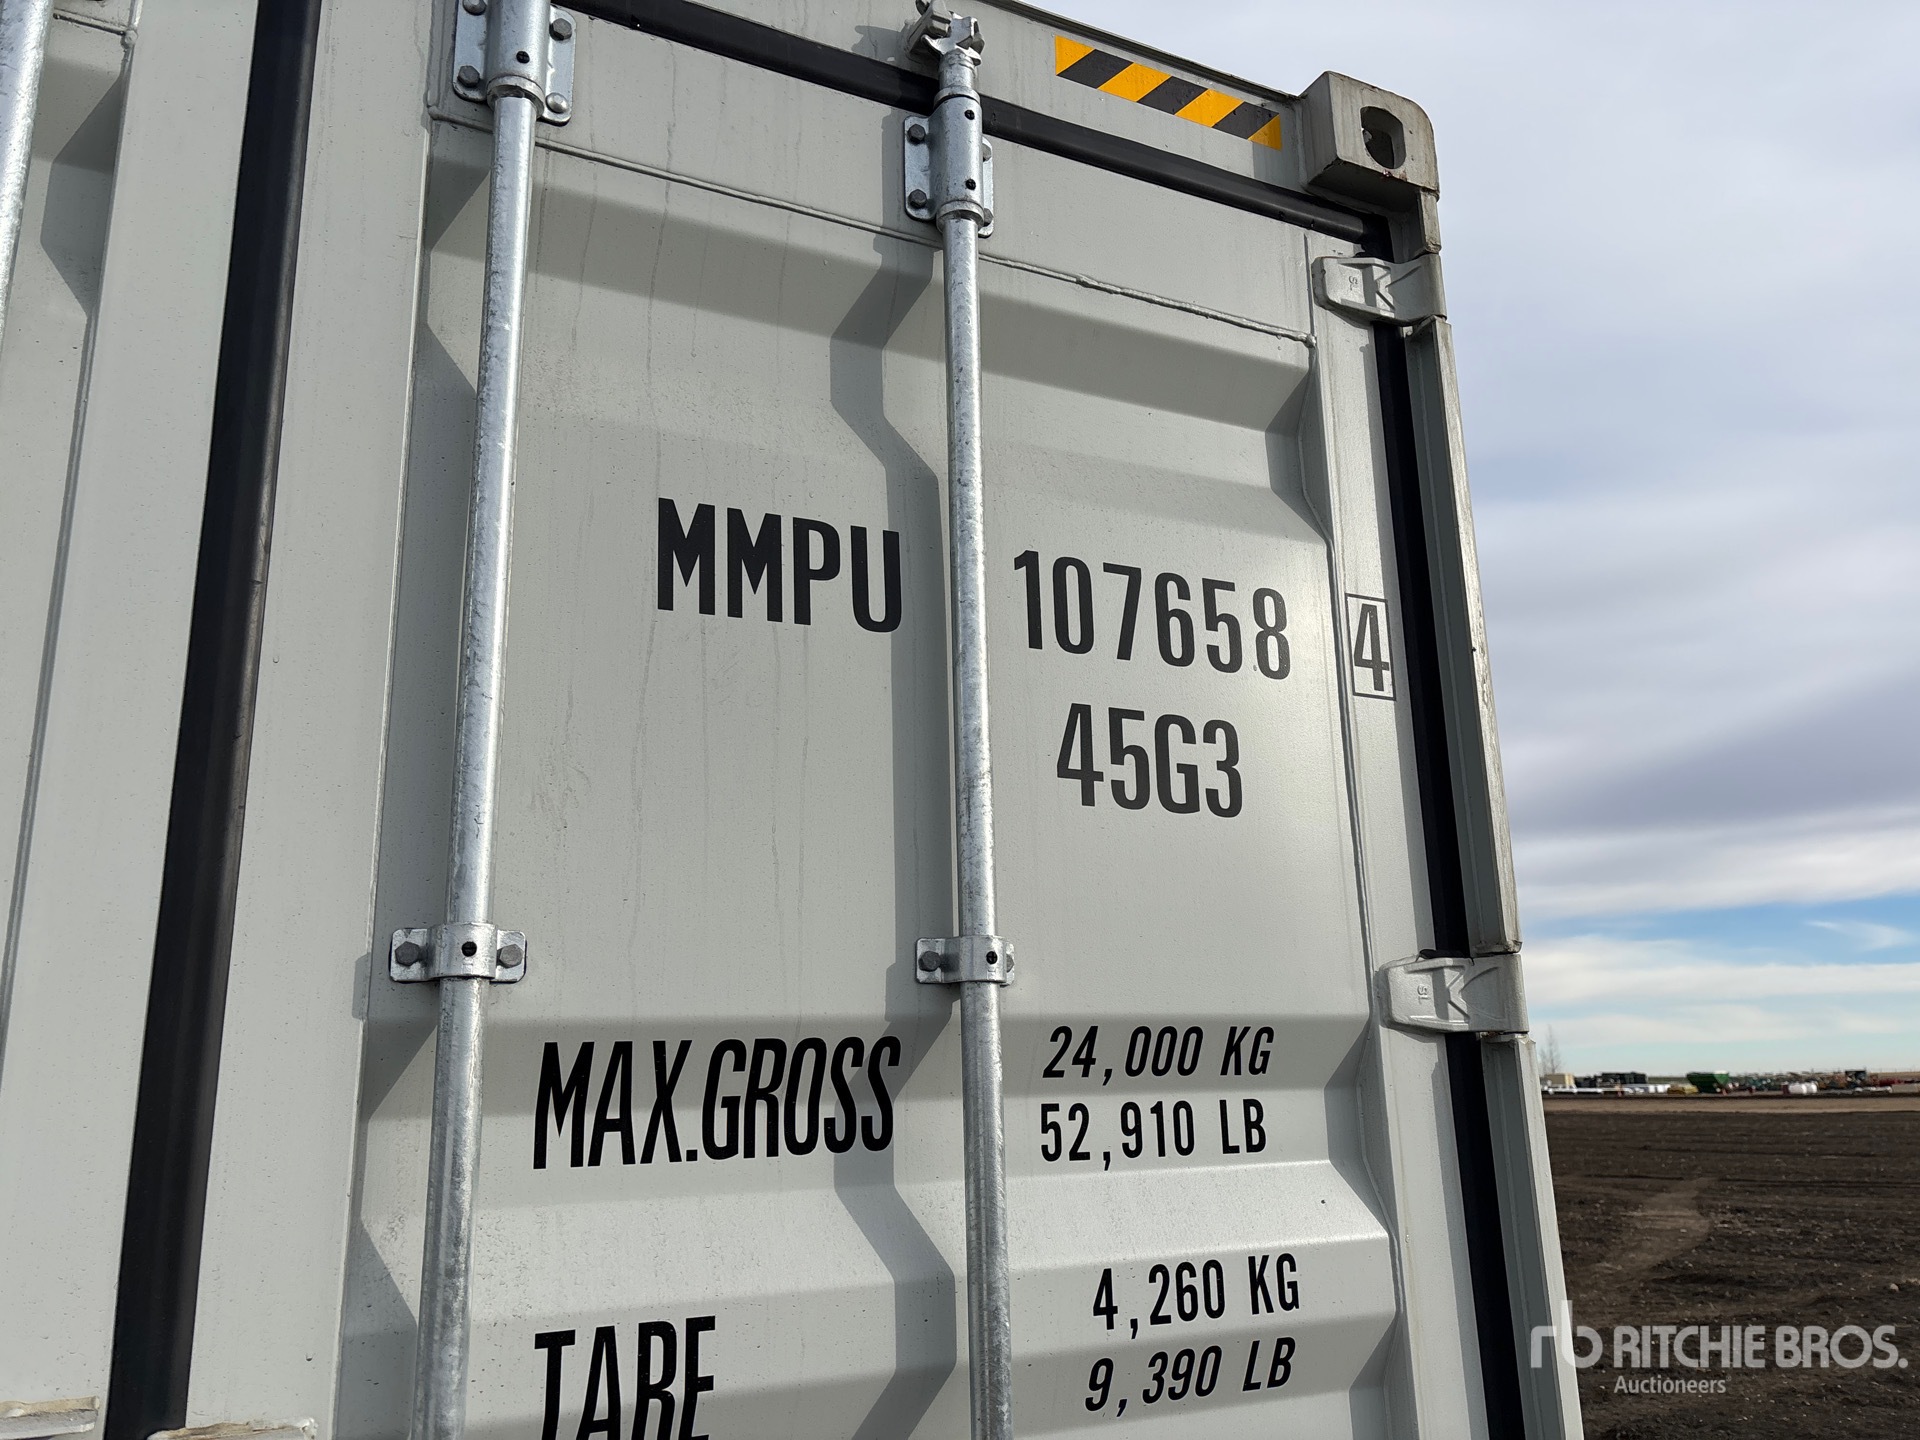 MMPU 107658 4
45G3
MAX.GROSS 24,000 KG
52,910 LB
TARE 4,260 KG
9,390 LB
rb RITCHIE BROS.
Auctioneers